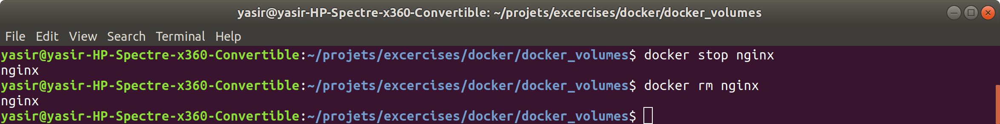 yasir@yasir-HP-Spectre-x360-Convertible: ~/projets/excercises/docker/docker_volumes
File Edit View Search Terminal Help
yasir@yasir-HP-Spectre-x360-Convertible:~/projets/excercises/docker/docker_volumes$ docker stop nginx
nginx
yasir@yasir-HP-Spectre-x360-Convertible:~/projets/excercises/docker/docker_volumes$ docker rm nginx
nginx
yasir@yasir-HP-Spectre-x360-Convertible:~/projets/excercises/docker/docker_volumes$